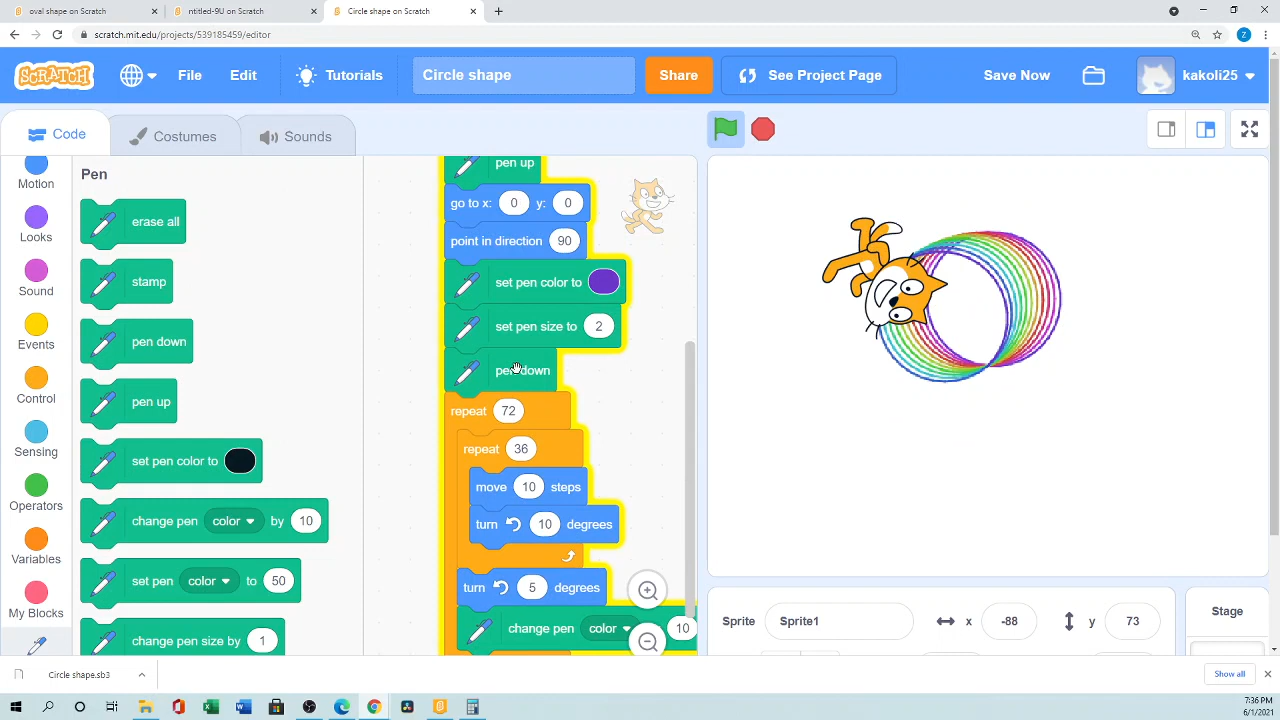 oval shape on Scratch
ntitled-9U on Scratch
Circle shape on Scratch
scratch.mit.edu/projects/539185459/editor
SCRATCH
File
Edit
Tutorials
Circle shape
Share
See Project Page
Save Now
kakoli25
Code
Costumes
Sounds
Motion
Looks
Sound
Events
Control
Sensing
Operators
Variables
My Blocks
Pen
erase all
stamp
pen down
pen up
set pen color to
change pen color by 10
set pen color to 50
change pen size by 1
pen up
go to x: 0 y: 0
point in direction 90
set pen color to
set pen size to 2
pen down
repeat 72
repeat 36
move 10 steps
turn 10 degrees
turn 5 degrees
change pen color 10
Sprite
Sprite1
x
-88
y
73
Stage
Circle shape.sb3
Show all
Z
7:36 PM
6/1/2021